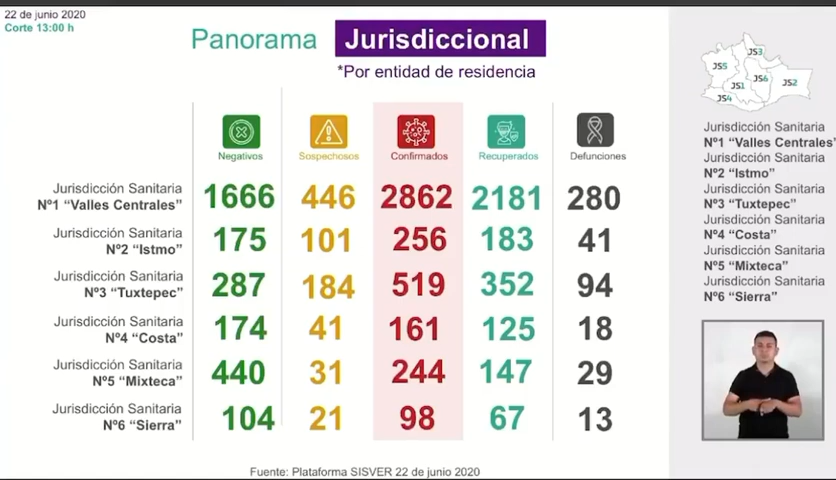 22 de junio 2020
Corte 13:00 h
Panorama Jurisdiccional
*Por entidad de residencia
Negativos Sospechosos Confirmados Recuperados Defunciones
Jurisdicción Sanitaria
Nº1 “Valles Centrales” 1666 446 2862 2181 280
Jurisdicción Sanitaria
Nº2 “Istmo” 175 101 256 183 41
Jurisdicción Sanitaria
Nº3 “Tuxtepec” 287 184 519 352 94
Jurisdicción Sanitaria
Nº4 “Costa” 174 41 161 125 18
Jurisdicción Sanitaria
Nº5 “Mixteca” 440 31 244 147 29
Jurisdicción Sanitaria
Nº6 “Sierra” 104 21 98 67 13
Fuente: Plataforma SISVER 22 de junio 2020
JS3
JS5
JS6
JS2
JS1
JS4
Jurisdicción Sanitaria
Nº1 “Valles Centrales”
Jurisdicción Sanitaria
Nº2 “Istmo”
Jurisdicción Sanitaria
Nº3 “Tuxtepec”
Jurisdicción Sanitaria
Nº4 “Costa”
Jurisdicción Sanitaria
Nº5 “Mixteca”
Jurisdicción Sanitaria
Nº6 “Sierra”